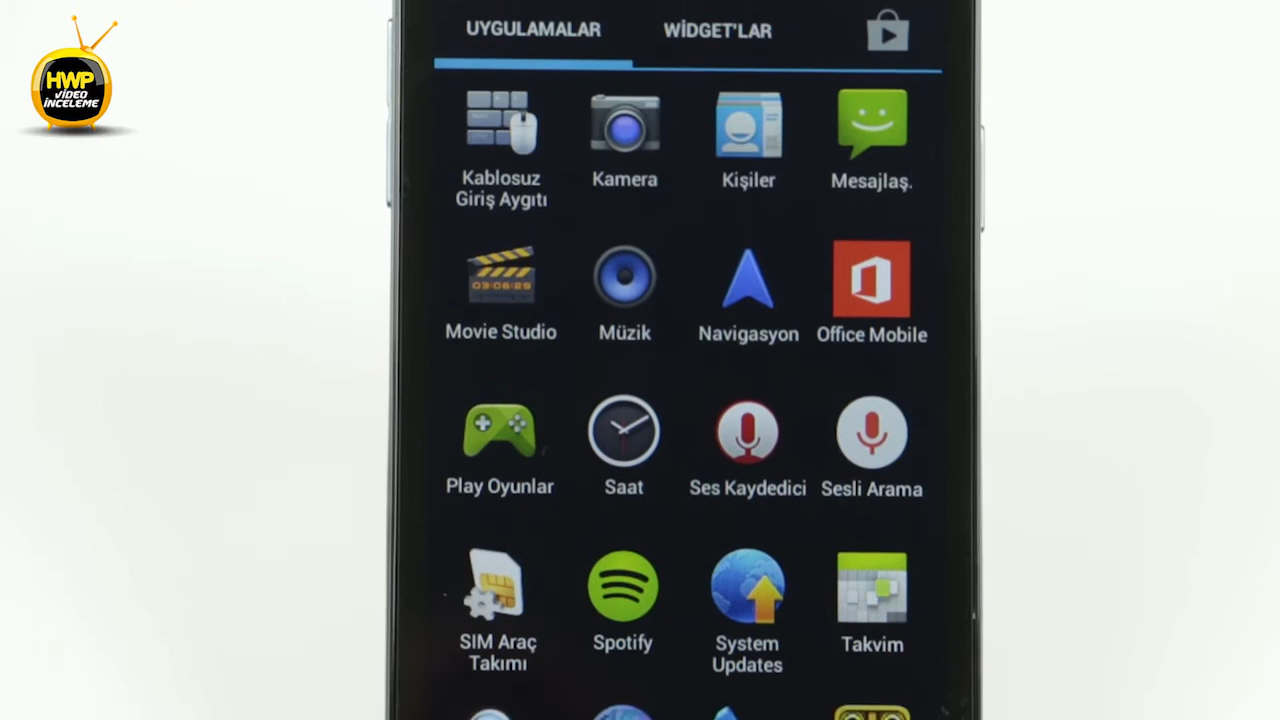 HWP
VİDEO
İNCELEME
UYGULAMALAR
WİDGET'LAR
Kablosuz
Giriş Aygıtı
Kamera
Kişiler
Mesajlaş.
03:06:29
Movie Studio
Müzik
Navigasyon
Office Mobile
Play Oyunlar
Saat
Ses Kaydedici
Sesli Arama
SIM Araç
Takımı
Spotify
System
Updates
Takvim